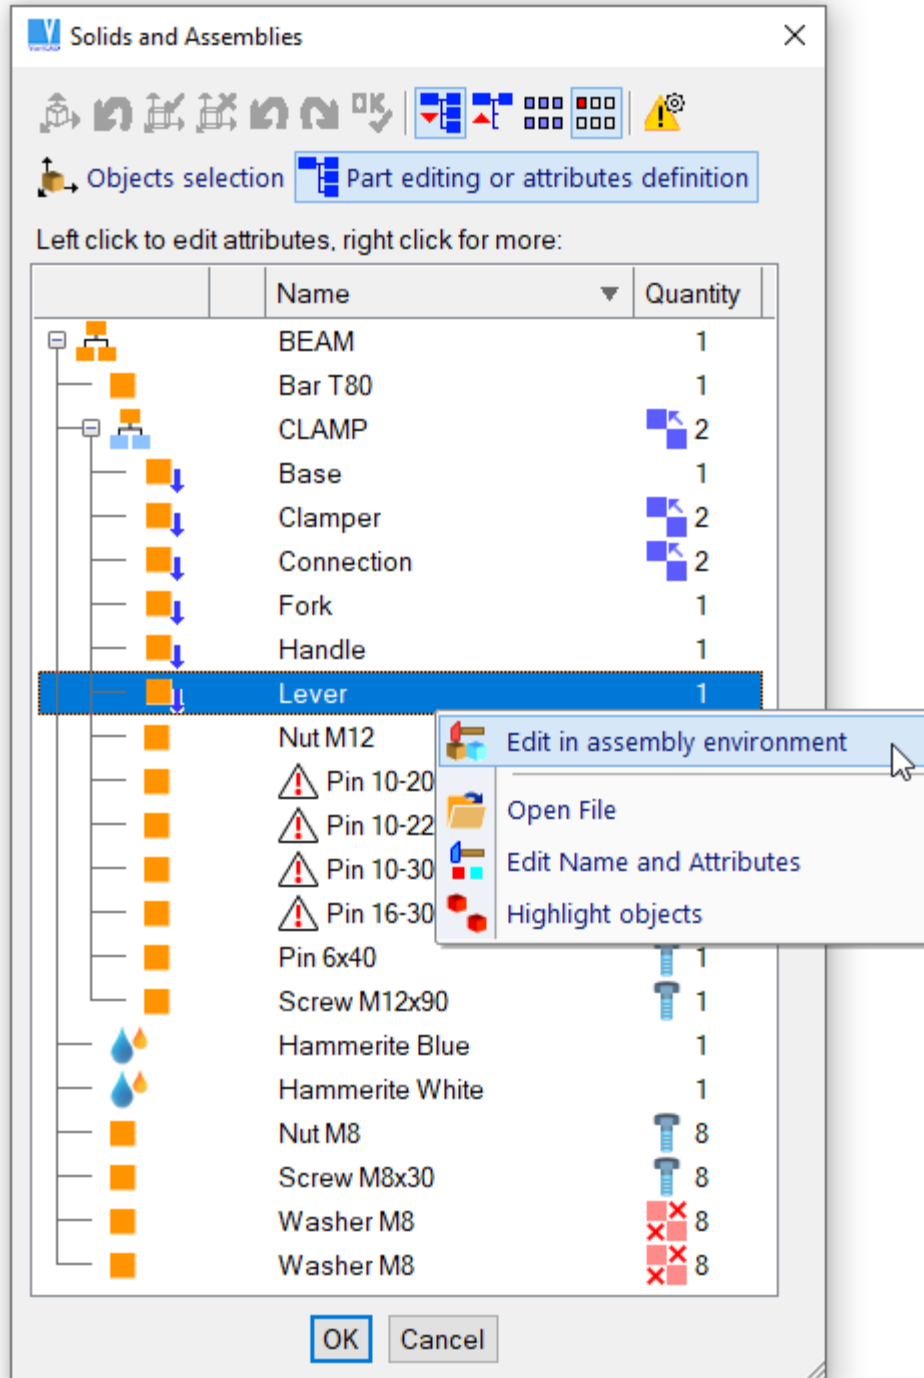 Solids and Assemblies
OK
Objects selection Part editing or attributes definition
Left click to edit attributes, right click for more:
Name Quantity
BEAM 1
Bar T80 1
CLAMP 2
Base 1
Clamper 2
Connection 2
Fork 1
Handle 1
Lever 1
Nut M12
Edit in assembly environment
Pin 10-20
Open File
Pin 10-22
Edit Name and Attributes
Pin 10-30
Highlight objects
Pin 16-30
Pin 6x40 1
Screw M12x90 1
Hammerite Blue 1
Hammerite White 1
Nut M8 8
Screw M8x30 8
Washer M8 8
Washer M8 8
OK Cancel